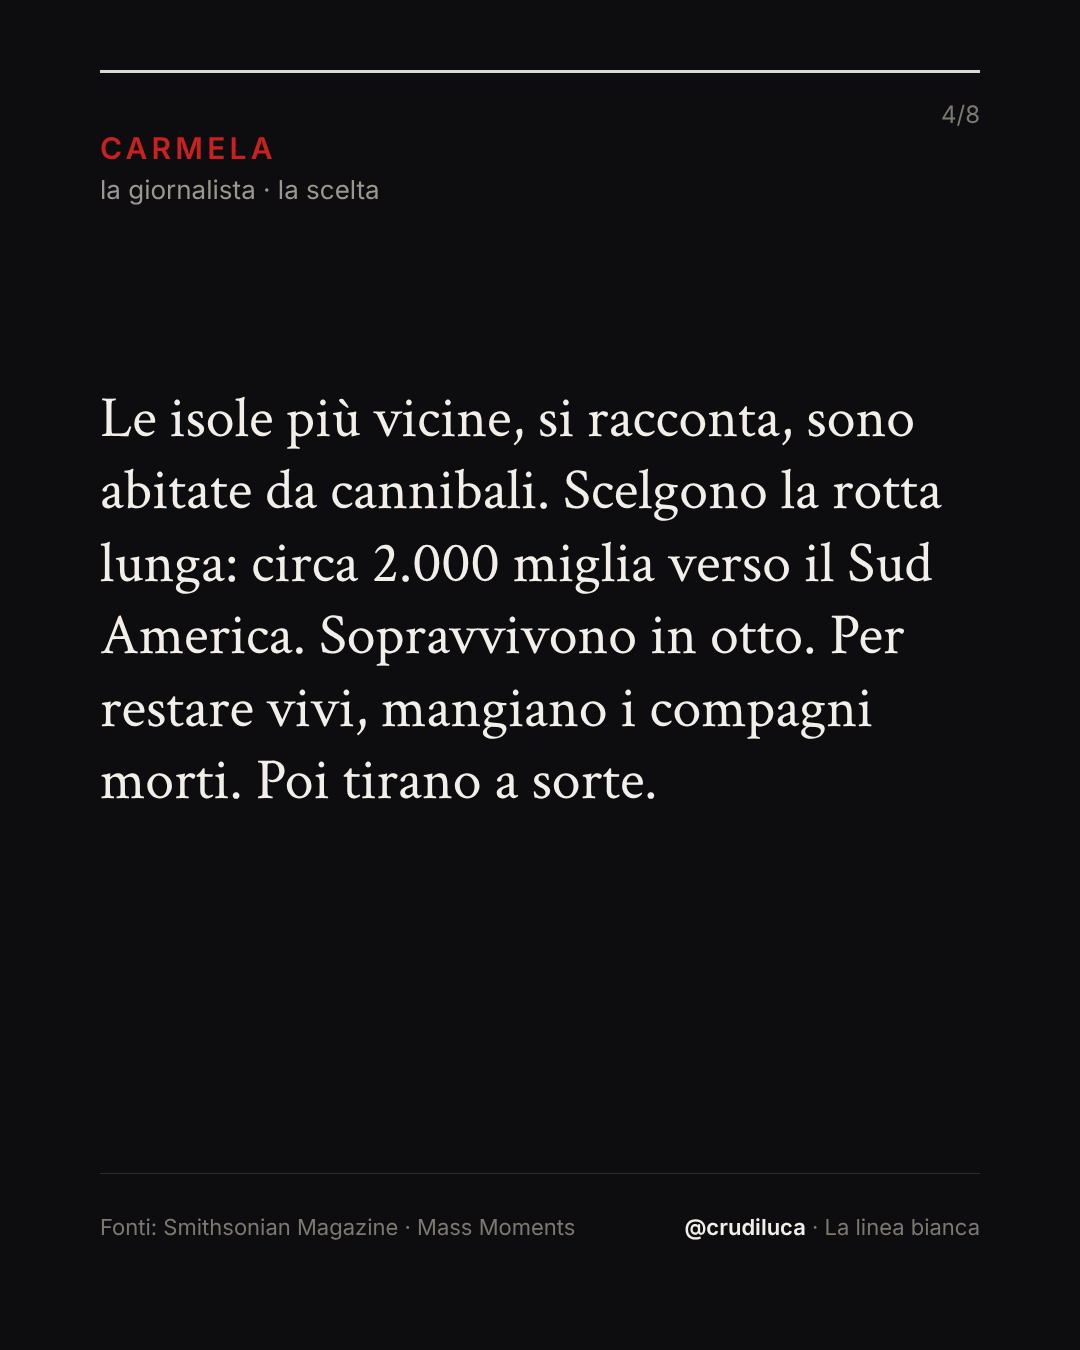 4/8
CARMELA
la giornalista · la scelta
Le isole più vicine, si racconta, sono
abitate da cannibali. Scelgono la rotta
lunga: circa 2.000 miglia verso il Sud
America. Sopravvivono in otto. Per
restare vivi, mangiano i compagni
morti. Poi tirano a sorte.
Fonti: Smithsonian Magazine · Mass Moments
@crudiluca · La linea bianca